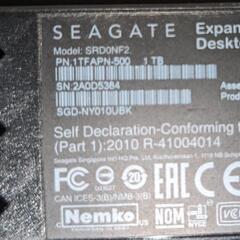 SEAGATE Expan
Model: SRD0NF2 Deskto
PN:1TFAPN-500 1 TB
SN:2A0D5384 Asse
SGD-NY010UBK Prod
Self Declaration-Conforming
(Part 1):2010 R-41004014
CAN ICES-3(B)/NMB-3(B)
Nemko NOM NYCE